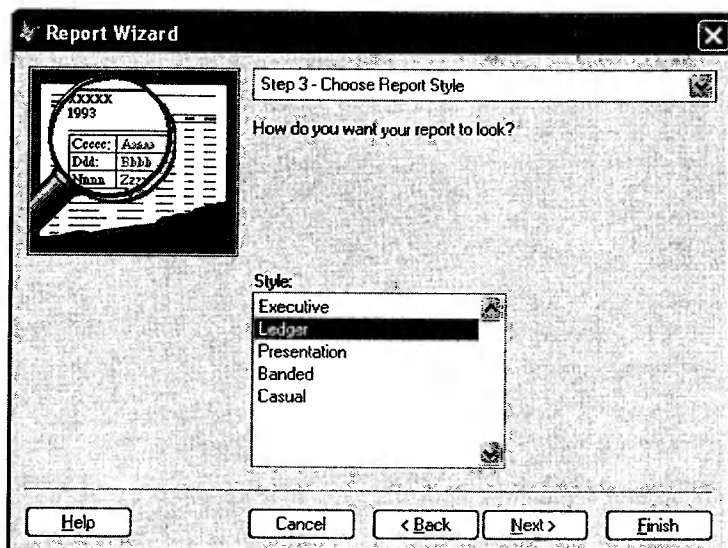 Report Wizard
Step 3 - Choose Report Style
XXXXX
1993
Ccccc: Aaaaa
Ddd: Bbbb
Nnnn Zzzz
How do you want your report to look?
Style:
Executive
Ledger
Presentation
Banded
Casual
Help Cancel < Back Next > Finish